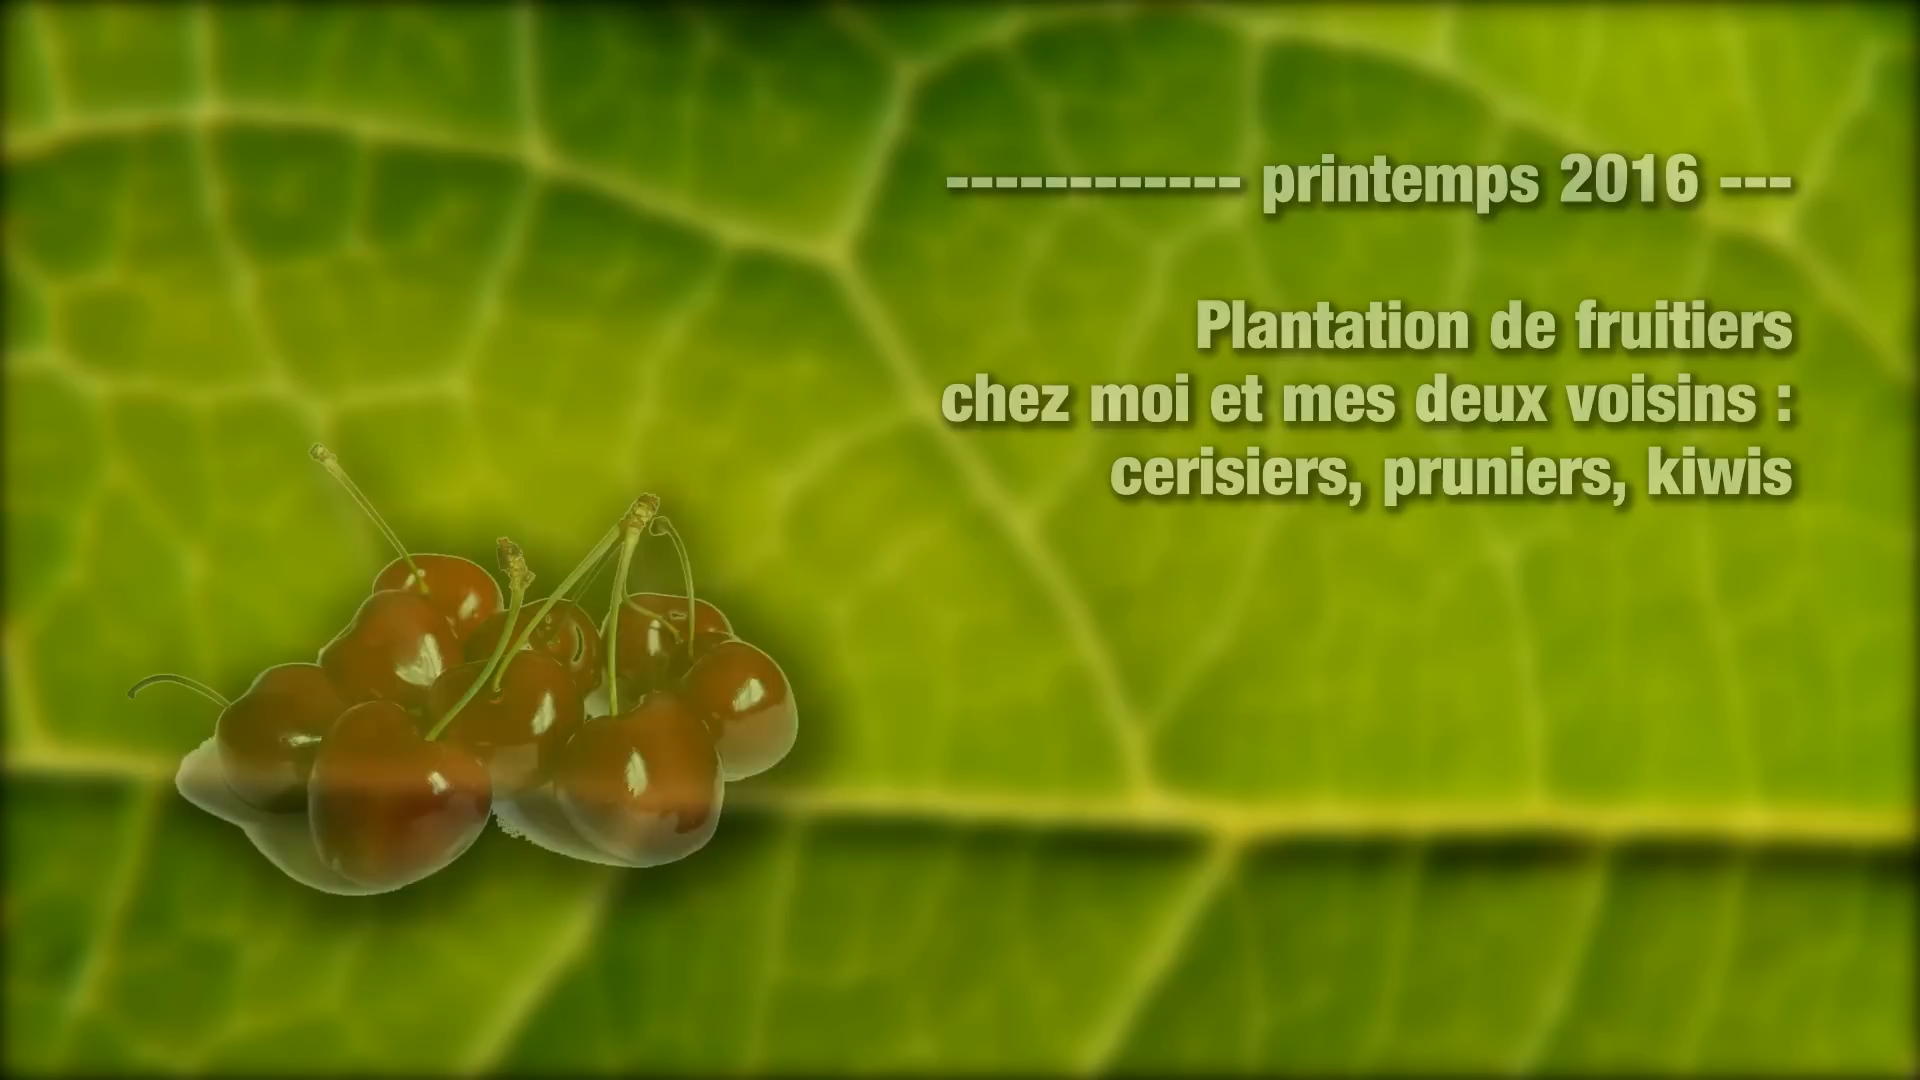 ------------ printemps 2016 ---
Plantation de fruitiers
chez moi et mes deux voisins :
cerisiers, pruniers, kiwis